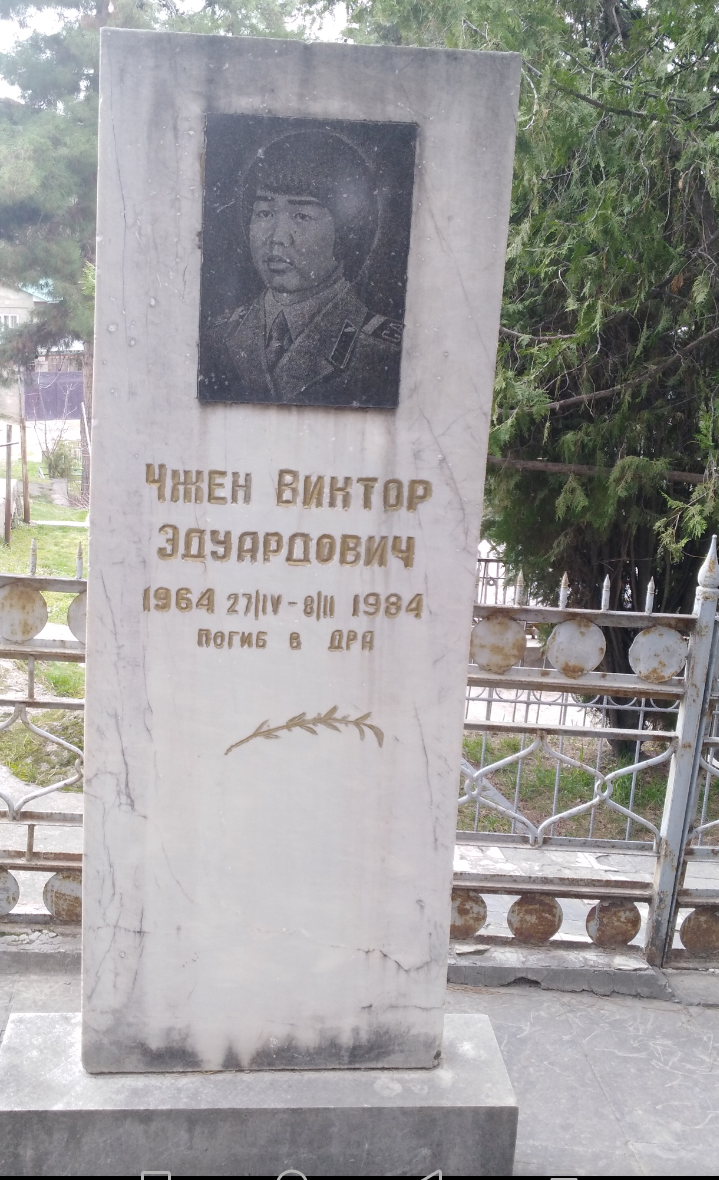 Чжен Виктор
Эдуардович
1964 27/IV-8/II 1984
погиб в ДРА